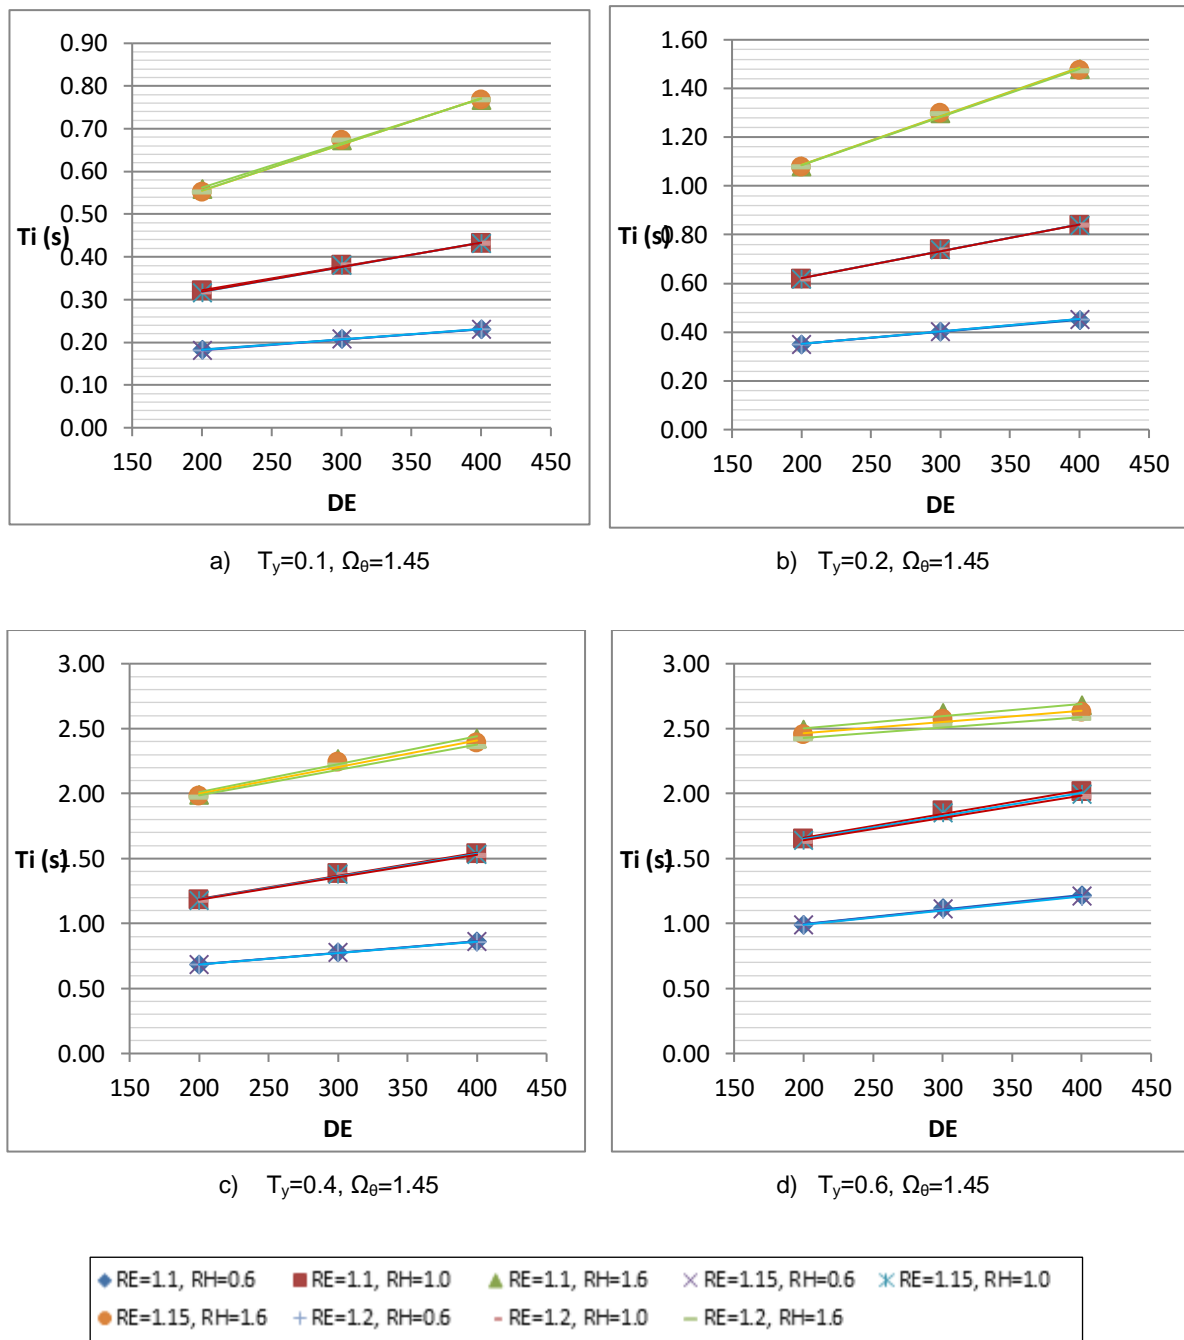 0.90
0.80
0.70
0.60
0.50
0.40
0.30
0.20
0.10
0.00
Ti (s)
150 200 250 300 350 400 450
DE
a) Ty=0.1, Ωθ=1.45
1.60
1.40
1.20
1.00
0.80
0.60
0.40
0.20
0.00
Ti (s)
150 200 250 300 350 400 450
DE
b) Ty=0.2, Ωθ=1.45
3.00
2.50
2.00
1.50
1.00
0.50
0.00
Ti (s)
150 200 250 300 350 400 450
DE
c) Ty=0.4, Ωθ=1.45
3.00
2.50
2.00
1.50
1.00
0.50
0.00
Ti (s)
150 200 250 300 350 400 450
DE
d) Ty=0.6, Ωθ=1.45
RE=1.1, RH=0.6 RE=1.1, RH=1.0 RE=1.1, RH=1.6 RE=1.15, RH=0.6 RE=1.15, RH=1.0
RE=1.15, RH=1.6 RE=1.2, RH=0.6 RE=1.2, RH=1.0 RE=1.2, RH=1.6